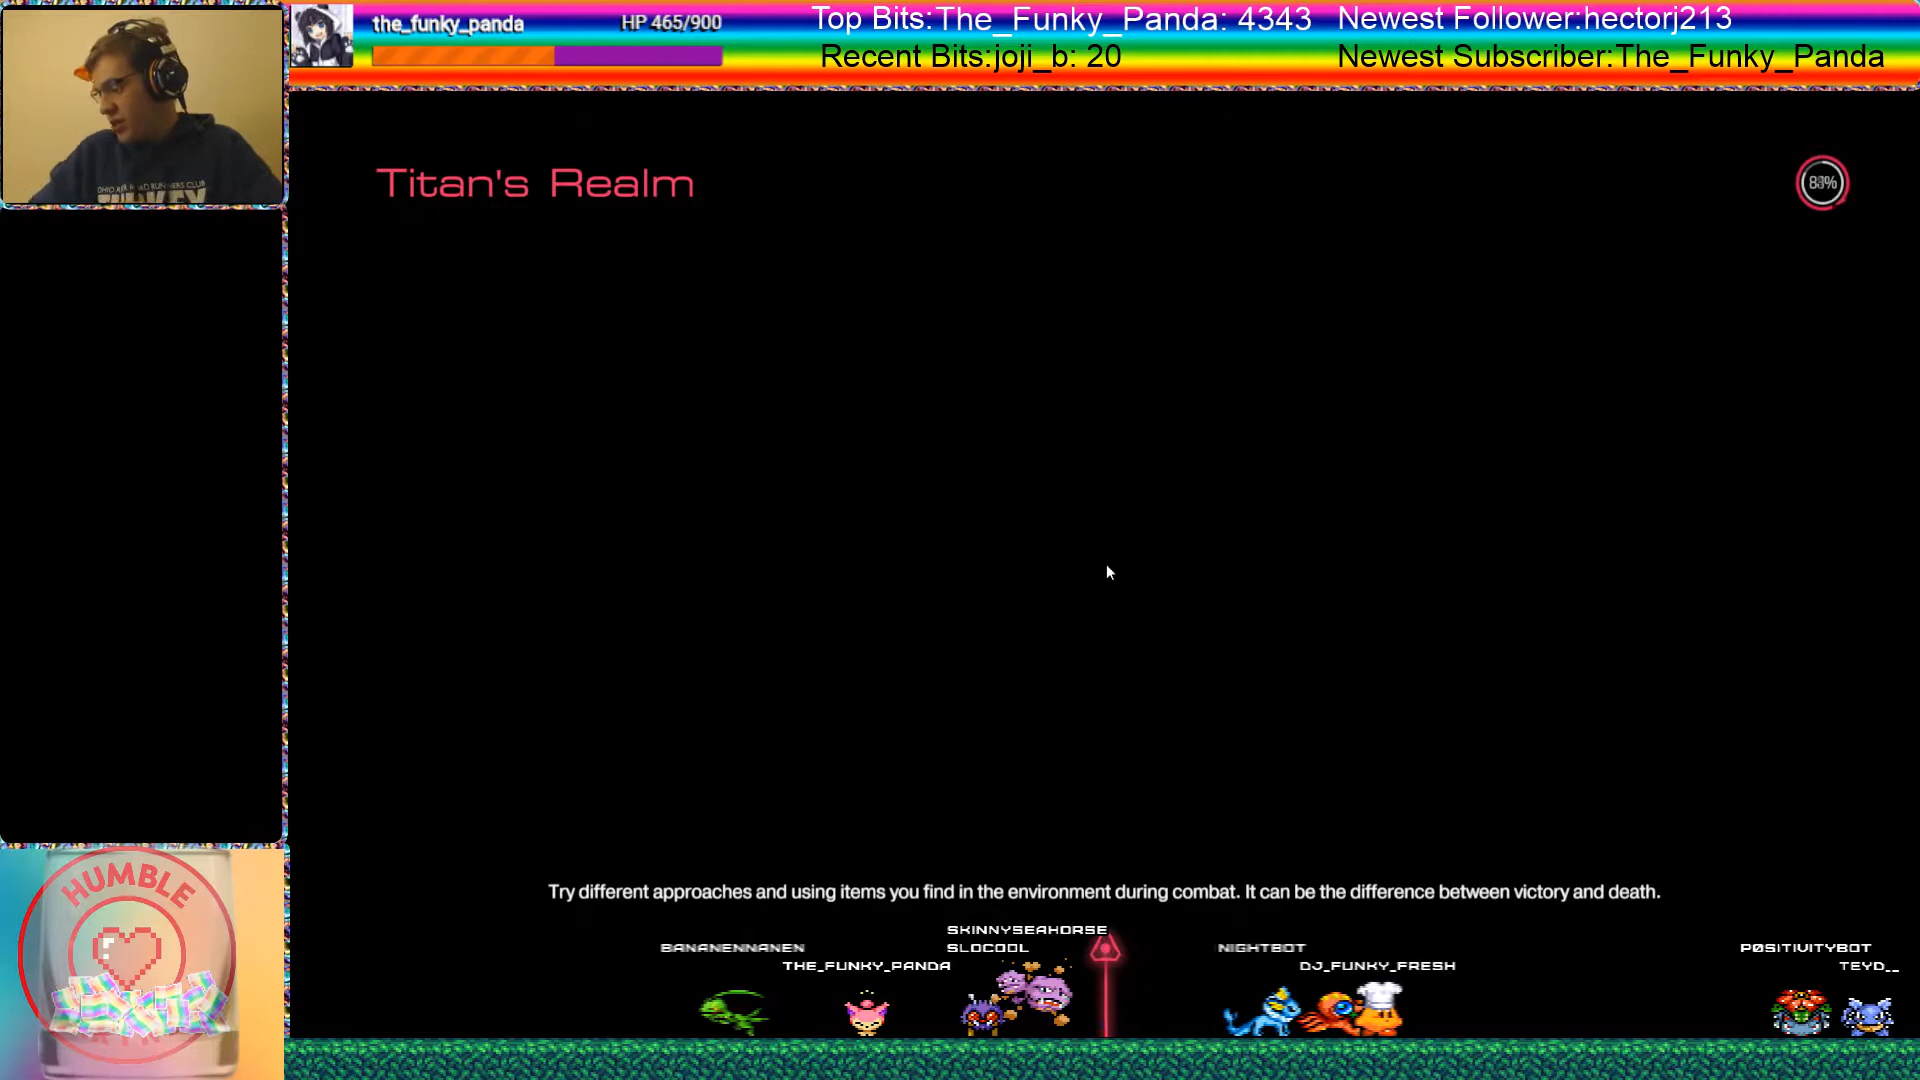 the_funky_panda HP 465/900
Top Bits:The_Funky_Panda: 4343 Newest Follower:hectorj213
Recent Bits:joji_b: 20 Newest Subscriber:The_Funky_Panda
Titan's Realm
Try different approaches and using items you find in the environment during combat. It can be the difference between victory and death.
SKINNYSEAHORSE
BANANENNANEN SLOCOOL NIGHTBOT P0SITIVITYBOT
THE_FUNKY_PANDA DJ_FUNKY_FRESH TEYD__
HUMBLE